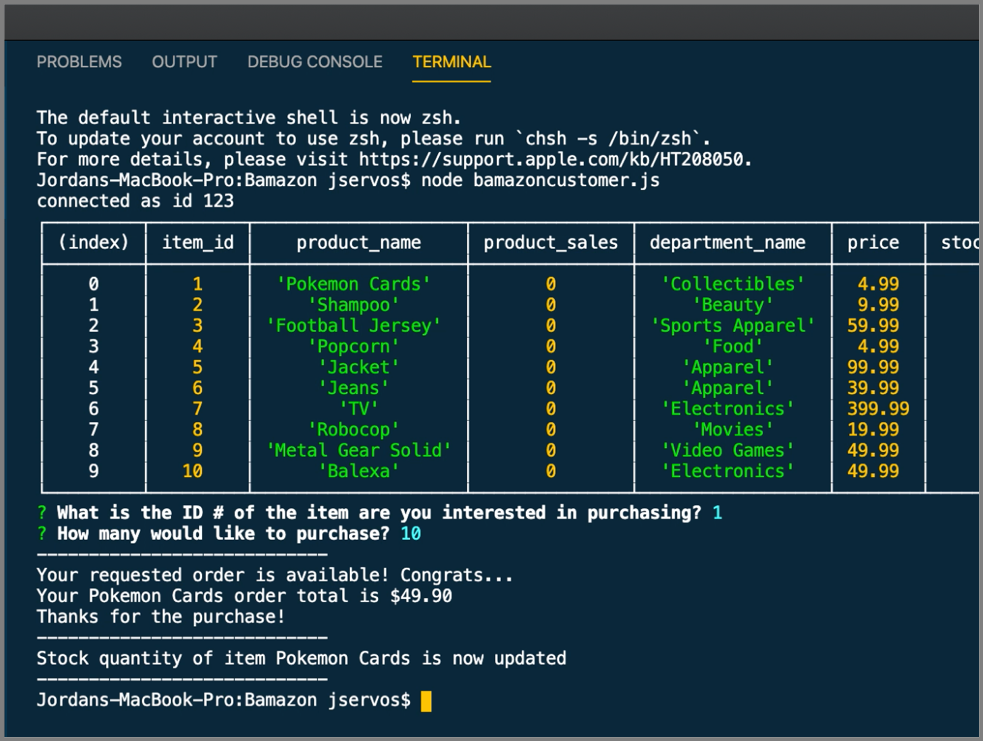 PROBLEMS OUTPUT DEBUG CONSOLE TERMINAL
The default interactive shell is now zsh.
To update your account to use zsh, please run `chsh -s /bin/zsh`.
For more details, please visit https://support.apple.com/kb/HT208050.
Jordans-MacBook-Pro:Bamazon jservos$ node bamazoncustomer.js
connected as id 123
(index) item_id product_name product_sales department_name price stoc
0 1 'Pokemon Cards' 0 'Collectibles' 4.99
1 2 'Shampoo' 0 'Beauty' 9.99
2 3 'Football Jersey' 0 'Sports Apparel' 59.99
3 4 'Popcorn' 0 'Food' 4.99
4 5 'Jacket' 0 'Apparel' 99.99
5 6 'Jeans' 0 'Apparel' 39.99
6 7 'TV' 0 'Electronics' 399.99
7 8 'Robocop' 0 'Movies' 19.99
8 9 'Metal Gear Solid' 0 'Video Games' 49.99
9 10 'Balexa' 0 'Electronics' 49.99
? What is the ID # of the item are you interested in purchasing? 1
? How many would like to purchase? 10
----------------------------
Your requested order is available! Congrats...
Your Pokemon Cards order total is $49.90
Thanks for the purchase!
----------------------------
Stock quantity of item Pokemon Cards is now updated
----------------------------
Jordans-MacBook-Pro:Bamazon jservos$